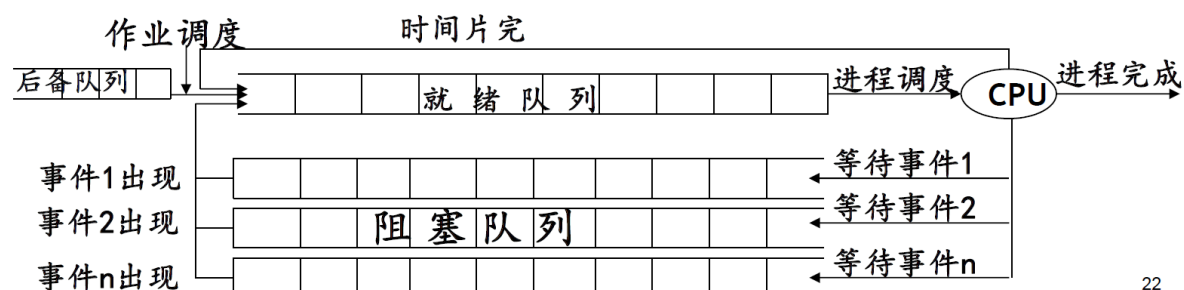 作业调度
时间片完
后备队列
就绪队列
进程调度
CPU
进程完成
事件1出现
等待事件1
事件2出现
阻塞队列
等待事件2
事件n出现
等待事件n
22